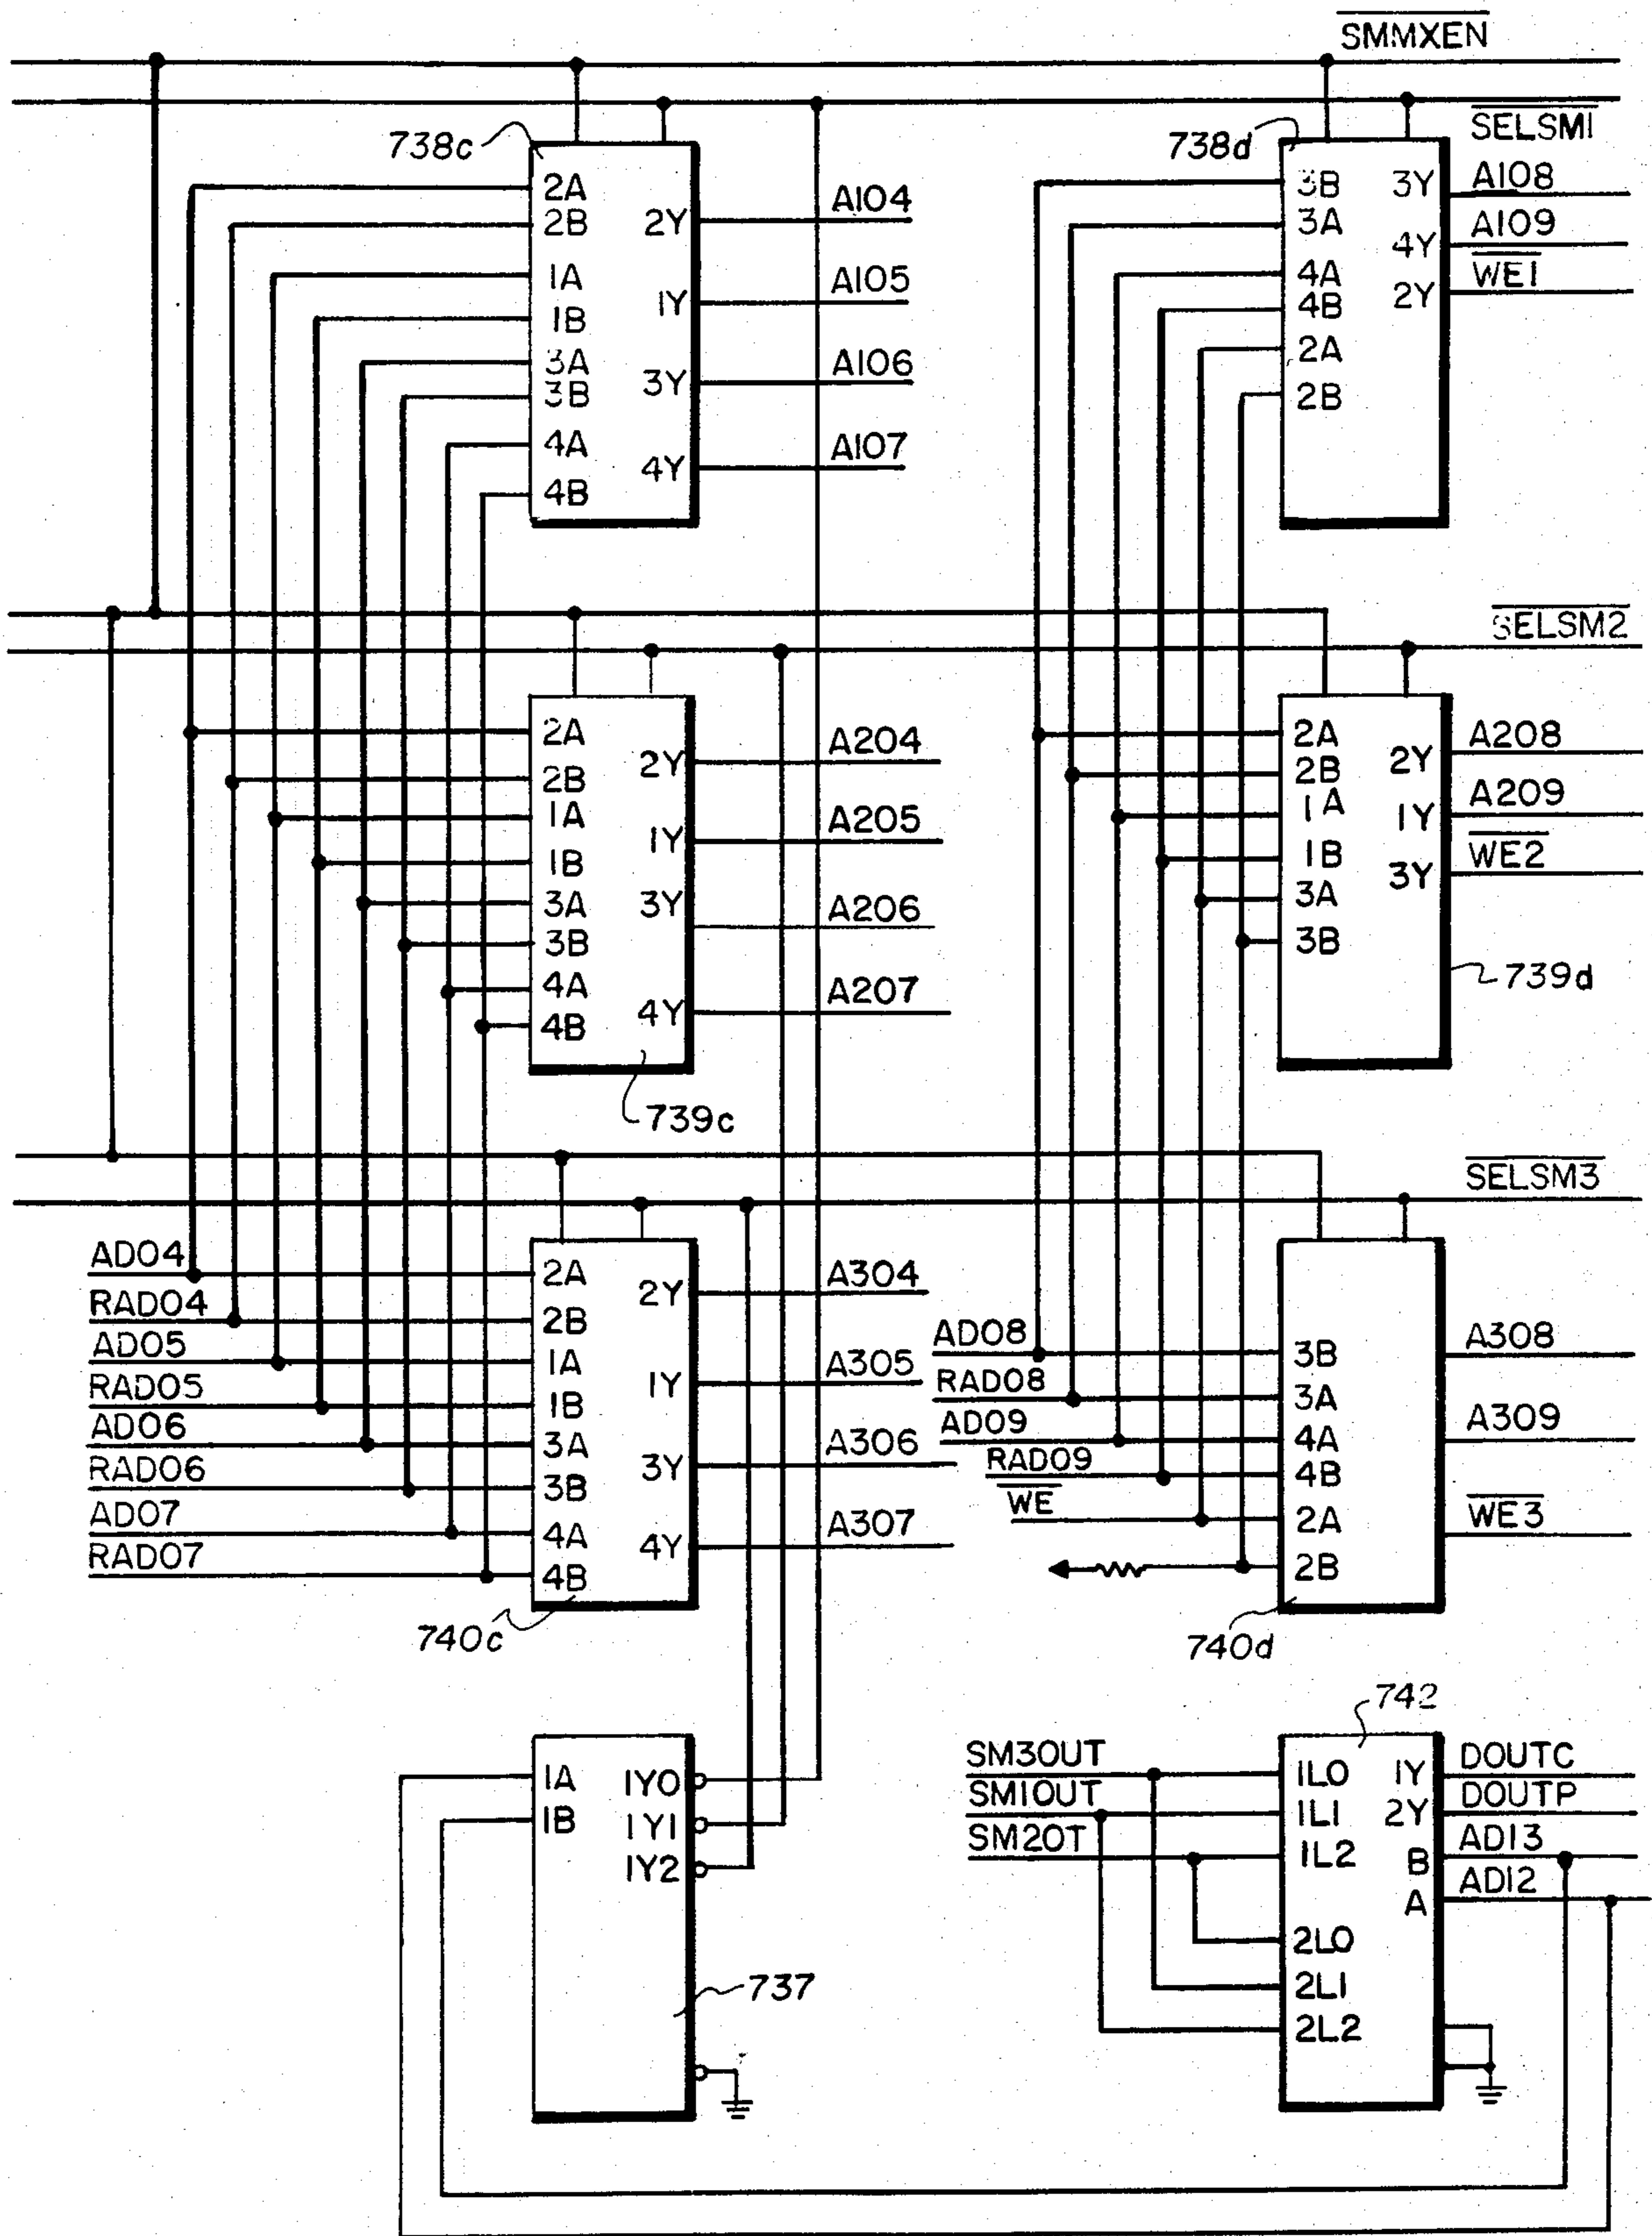 SMMXEN
SELSM1
738c
2A
2B
1A
1B
3A
3B
4A
4B
2Y
1Y
3Y
4Y
A104
A105
A106
A107
738d
3B
3A
4A
4B
2A
2B
3Y
4Y
2Y
A108
A109
WE1
SELSM2
2A
2B
1A
1B
3A
3B
4A
4B
2Y
1Y
3Y
4Y
A204
A205
A206
A207
739c
2A
2B
1A
1B
3A
3B
2Y
1Y
3Y
A208
A209
WE2
739d
SELSM3
AD04
RAD04
AD05
RAD05
AD06
RAD06
AD07
RAD07
2A
2B
1A
1B
3A
3B
4A
4B
2Y
1Y
3Y
4Y
A304
A305
A306
A307
740c
AD08
RAD08
AD09
RAD09
WE
3B
3A
4A
4B
2A
2B
A308
A309
WE3
740d
1A
1B
1Y0
1Y1
1Y2
737
742
SM3OUT
SM1OUT
SM2OT
1L0
1L1
1L2
2L0
2L1
2L2
1Y
2Y
B
A
DOUTC
DOUTP
AD13
AD12